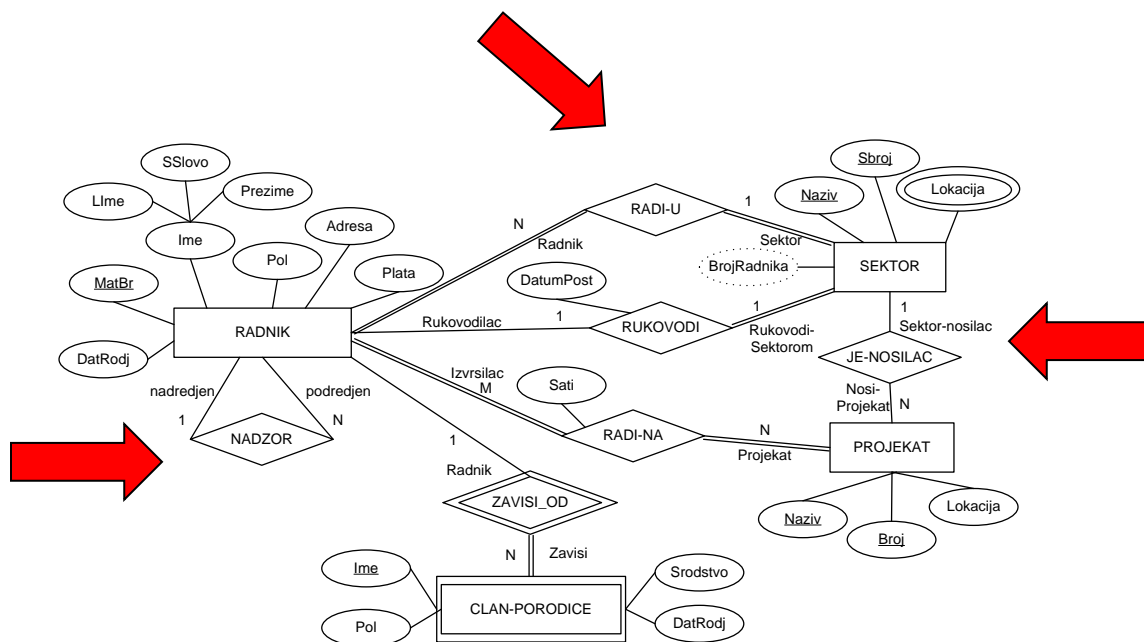 SSlovo
LIme
Prezime
Ime
Adresa
Pol
Plata
MatBr
RADNIK
DatRodj
nadredjen
podredjen
1
N
NADZOR
N
Radnik
RADI-U
1
Sektor
Sbroj
Naziv
Lokacija
BrojRadnika
SEKTOR
DatumPost
Rukovodilac
1
RUKOVODI
1
Rukovodi-
Sektorom
1
Sektor-nosilac
JE-NOSILAC
Nosi-
Projekat
N
Izvrsilac
M
Sati
RADI-NA
N
Projekat
PROJEKAT
Naziv
Broj
Lokacija
1
Radnik
ZAVISI_OD
N
Zavisi
Ime
Pol
CLAN-PORODICE
Srodstvo
DatRodj